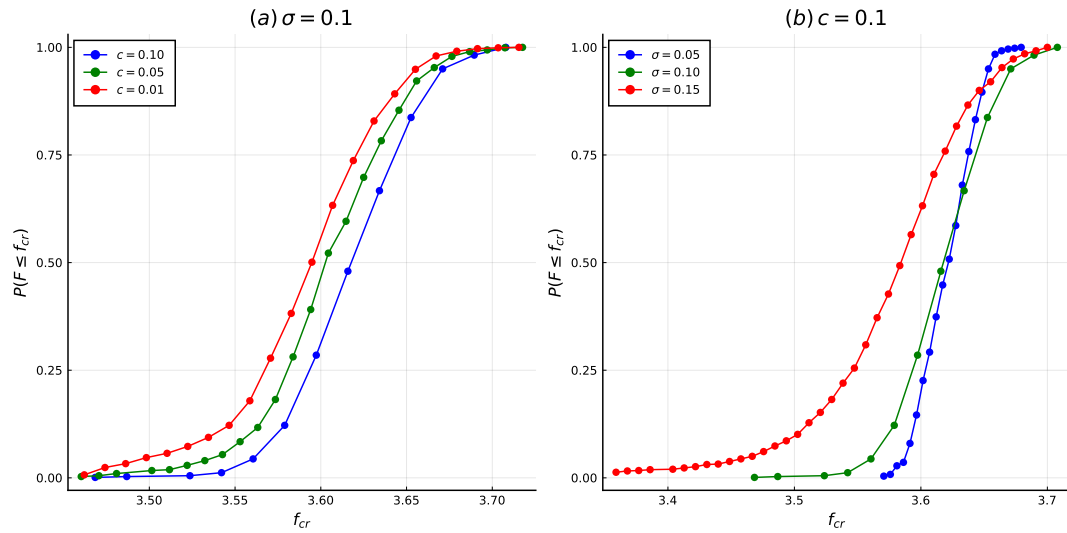 (a) σ = 0.1
1.00
0.75
0.50
0.25
0.00
P(F ≤ f_cr)
c = 0.10
c = 0.05
c = 0.01
3.50
3.55
3.60
3.65
3.70
f_cr
(b) c = 0.1
1.00
0.75
0.50
0.25
0.00
P(F ≤ f_cr)
σ = 0.05
σ = 0.10
σ = 0.15
3.4
3.5
3.6
3.7
f_cr